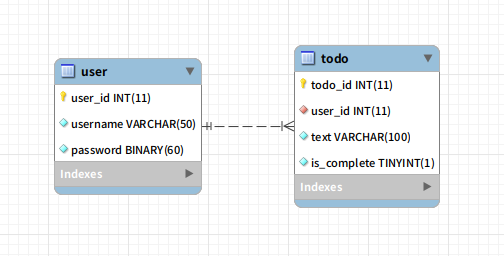 user
user_id INT(11)
username VARCHAR(50)
password BINARY(60)
Indexes
todo
todo_id INT(11)
user_id INT(11)
text VARCHAR(100)
is_complete TINYINT(1)
Indexes